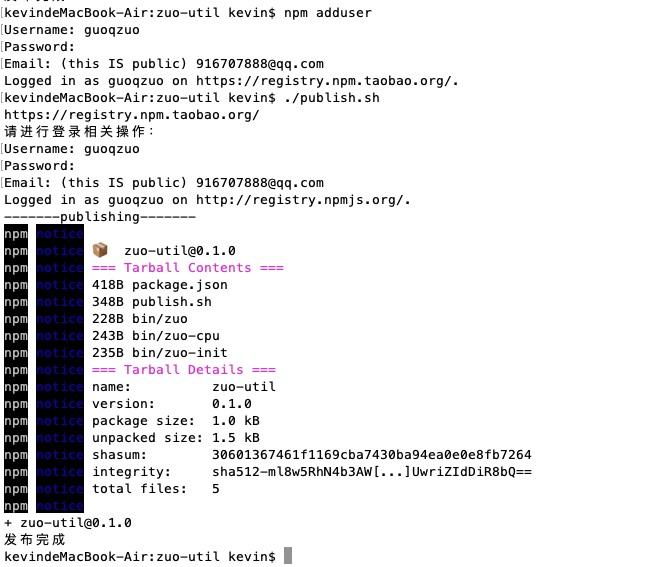 kevindeMacBook-Air:zuo-util kevin$ npm adduser
Username: guoqzuo
Password:
Email: (this IS public) 916707888@qq.com
Logged in as guoqzuo on https://registry.npm.taobao.org/.
kevindeMacBook-Air:zuo-util kevin$ ./publish.sh
https://registry.npm.taobao.org/
请进行登录相关操作：
Username: guoqzuo
Password:
Email: (this IS public) 916707888@qq.com
Logged in as guoqzuo on http://registry.npmjs.org/.
-------publishing-------
npm notice
npm notice 📦  zuo-util@0.1.0
npm notice === Tarball Contents ===
npm notice 418B package.json
npm notice 348B publish.sh
npm notice 228B bin/zuo
npm notice 243B bin/zuo-cpu
npm notice 235B bin/zuo-init
npm notice === Tarball Details ===
npm notice name:          zuo-util
npm notice version:       0.1.0
npm notice package size:  1.0 kB
npm notice unpacked size: 1.5 kB
npm notice shasum:        30601367461f1169cba7430ba94ea0e0e8fb7264
npm notice integrity:     sha512-ml8w5RhN4b3AW[...]UwriZIdDiR8bQ==
npm notice total files:   5
npm notice
+ zuo-util@0.1.0
发布完成
kevindeMacBook-Air:zuo-util kevin$